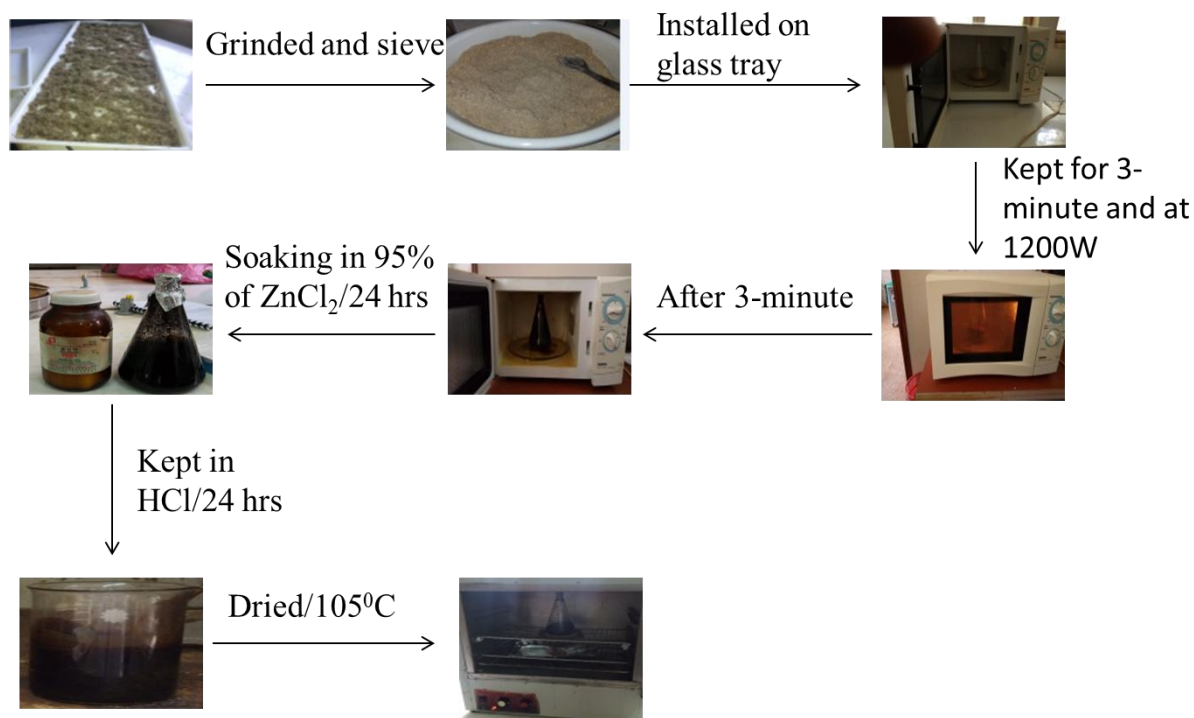 Grinded and sieve
Installed on
glass tray
Kept for 3-
minute and at
1200W
After 3-minute
Soaking in 95%
of ZnCl₂/24 hrs
Kept in
HCl/24 hrs
Dried/105⁰C